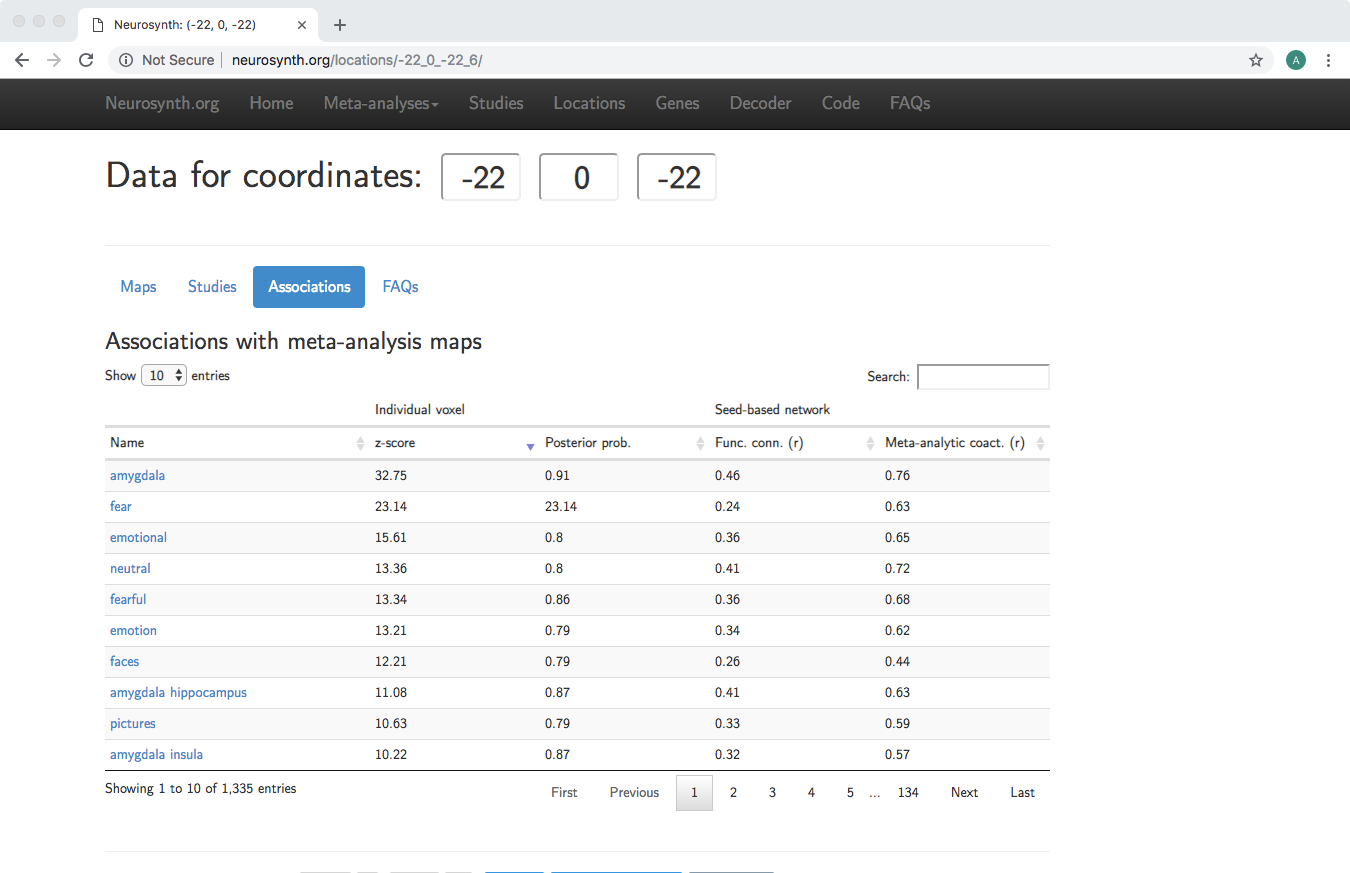 Neurosynth: (-22, 0, -22)
Not Secure neurosynth.org/locations/-22_0_-22_6/ A
Neurosynth.org Home Meta-analyses Studies Locations Genes Decoder Code FAQs
Data for coordinates: -22 0 -22
Maps Studies Associations FAQs
Associations with meta-analysis maps
Show 10 entries Search:
Individual voxel Seed-based network
Name z-score Posterior prob. Func. conn. (r) Meta-analytic coact. (r)
amygdala 32.75 0.91 0.46 0.76
fear 23.14 23.14 0.24 0.63
emotional 15.61 0.8 0.36 0.65
neutral 13.36 0.8 0.41 0.72
fearful 13.34 0.86 0.36 0.68
emotion 13.21 0.79 0.34 0.62
faces 12.21 0.79 0.26 0.44
amygdala hippocampus 11.08 0.87 0.41 0.63
pictures 10.63 0.79 0.33 0.59
amygdala insula 10.22 0.87 0.32 0.57
Showing 1 to 10 of 1,335 entries First Previous 1 2 3 4 5 ... 134 Next Last